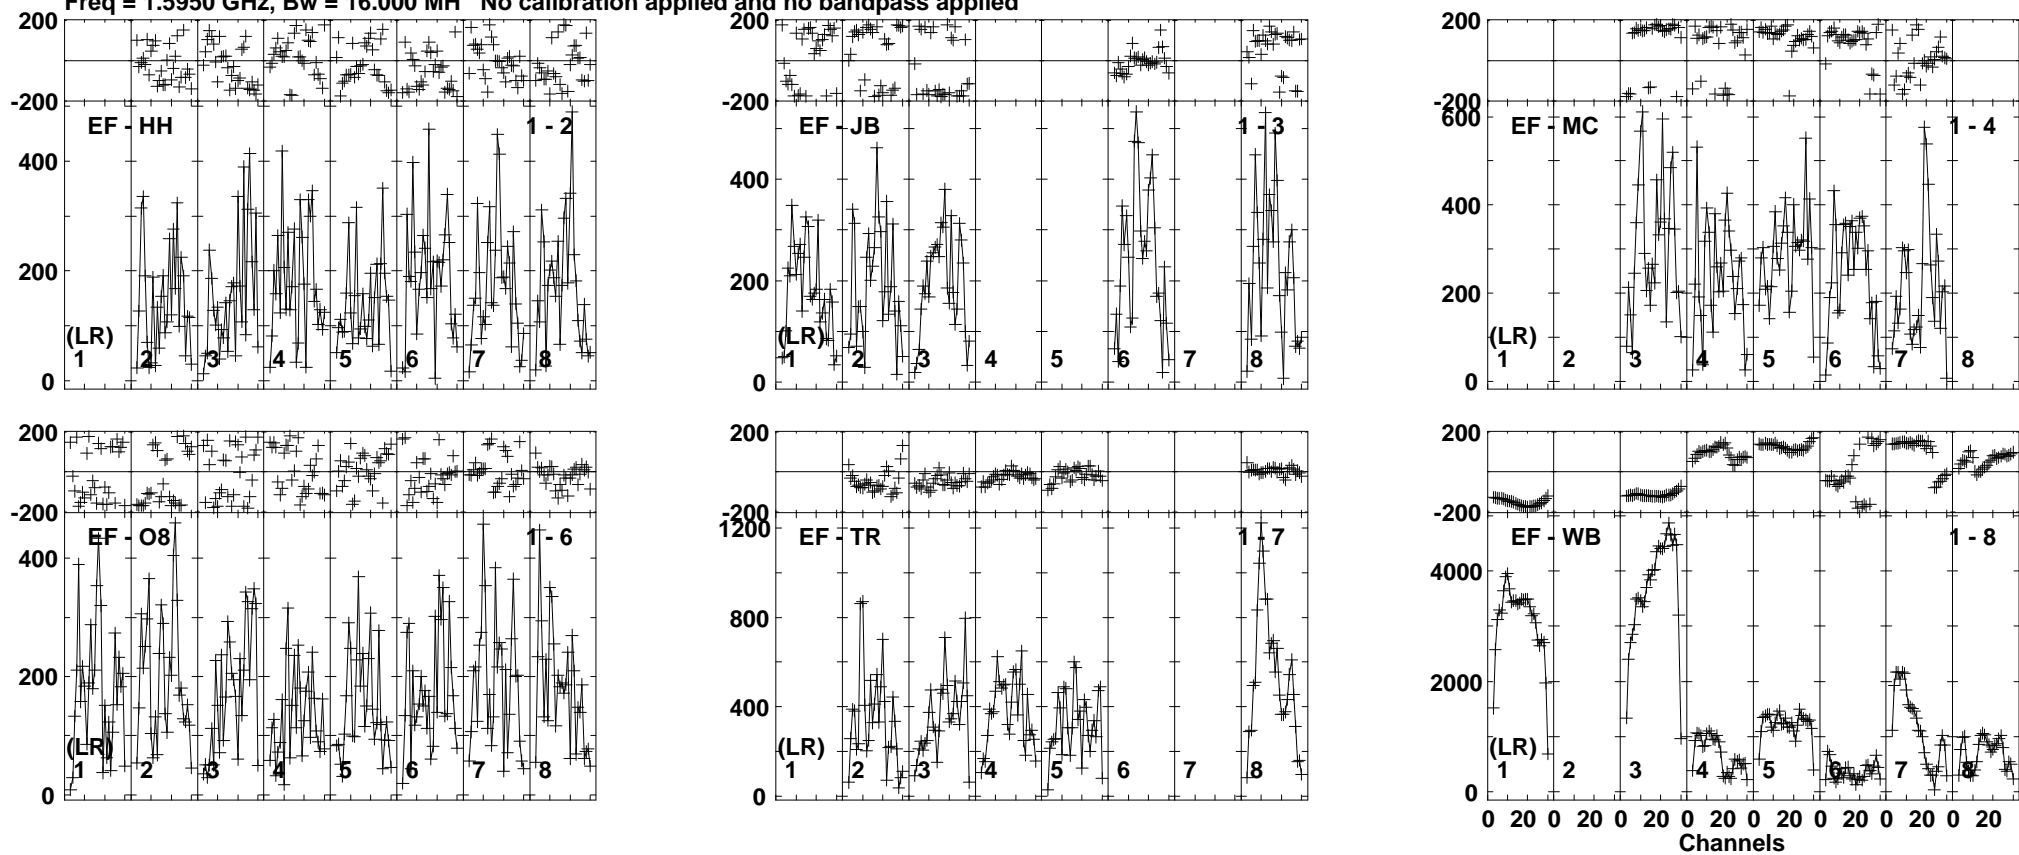 Freq = 1.5950 GHz, Bw = 16.000 MH No calibration applied and no bandpass applied
200
-200
EF - HH
1 - 2
400
200
0
(LR)
1 2 3 4 5 6 7 8
200
-200
EF - JB
1 - 3
400
200
0
(LR)
1 2 3 4 5 6 7 8
200
-200
600
EF - MC
1 - 4
400
200
0
(LR)
1 2 3 4 5 6 7 8
200
-200
EF - O8
1 - 6
400
200
0
(LR)
1 2 3 4 5 6 7 8
200
-200
1200
EF - TR
1 - 7
800
400
0
(LR)
1 2 3 4 5 6 7 8
200
-200
EF - WB
1 - 8
4000
2000
0
(LR)
1 2 3 4 5 6 7 8
0 20 0 20 0 20 0 20 0 20 0 20 0 20 0 20
Channels